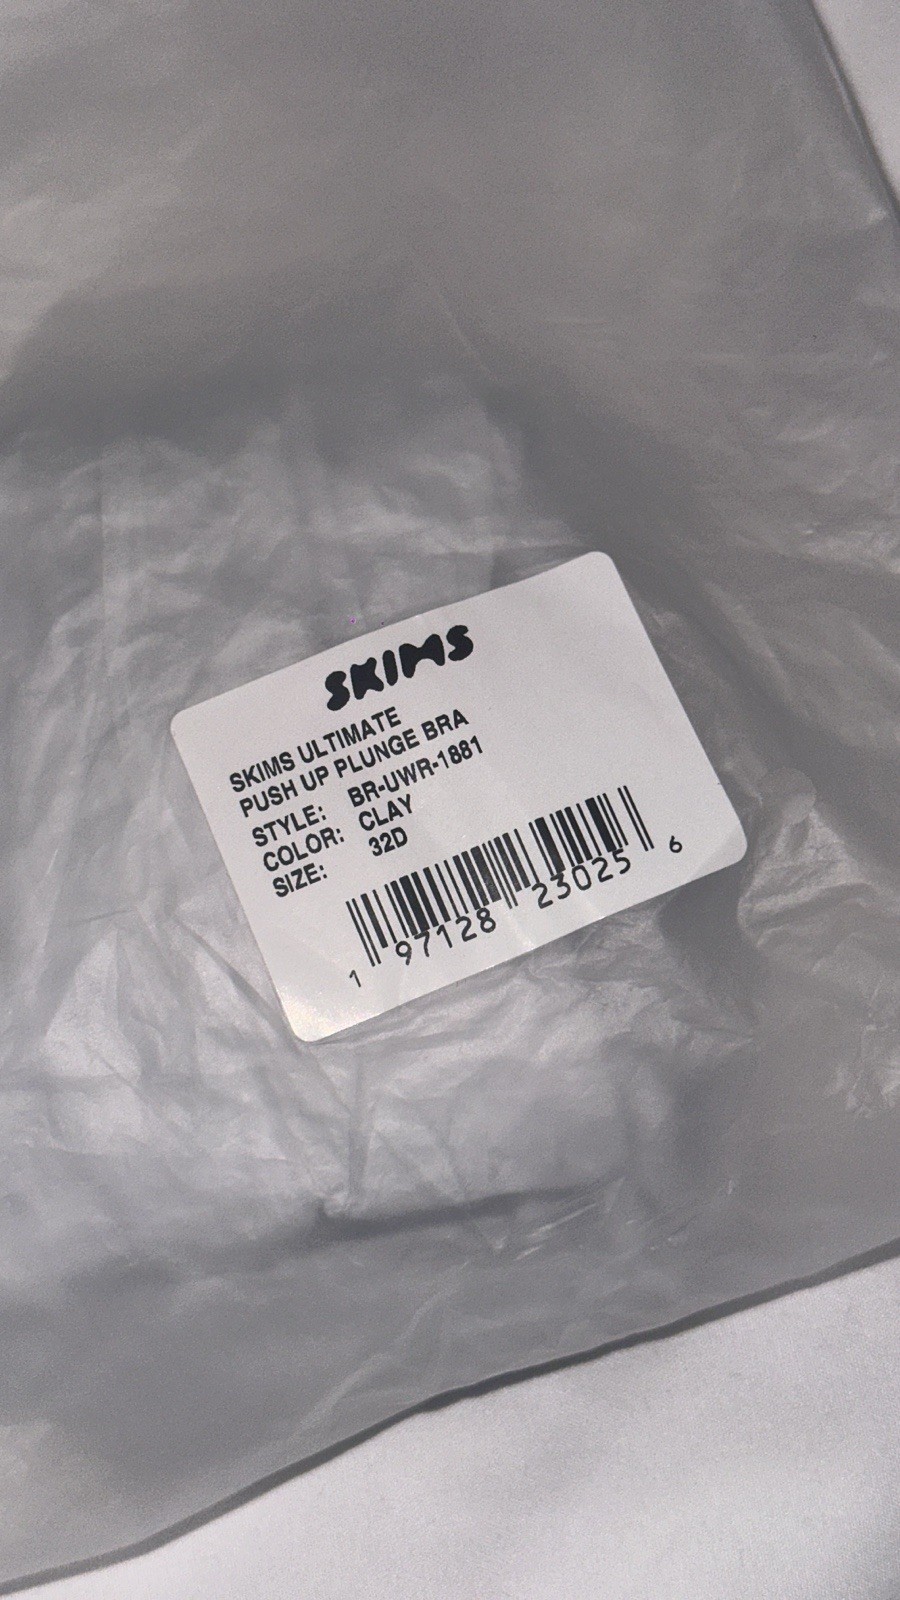 SKIMS
SKIMS ULTIMATE
PUSH UP PLUNGE BRA
STYLE: BR-UWR-1881
COLOR: CLAY
SIZE: 32D
1 97128 23025 6